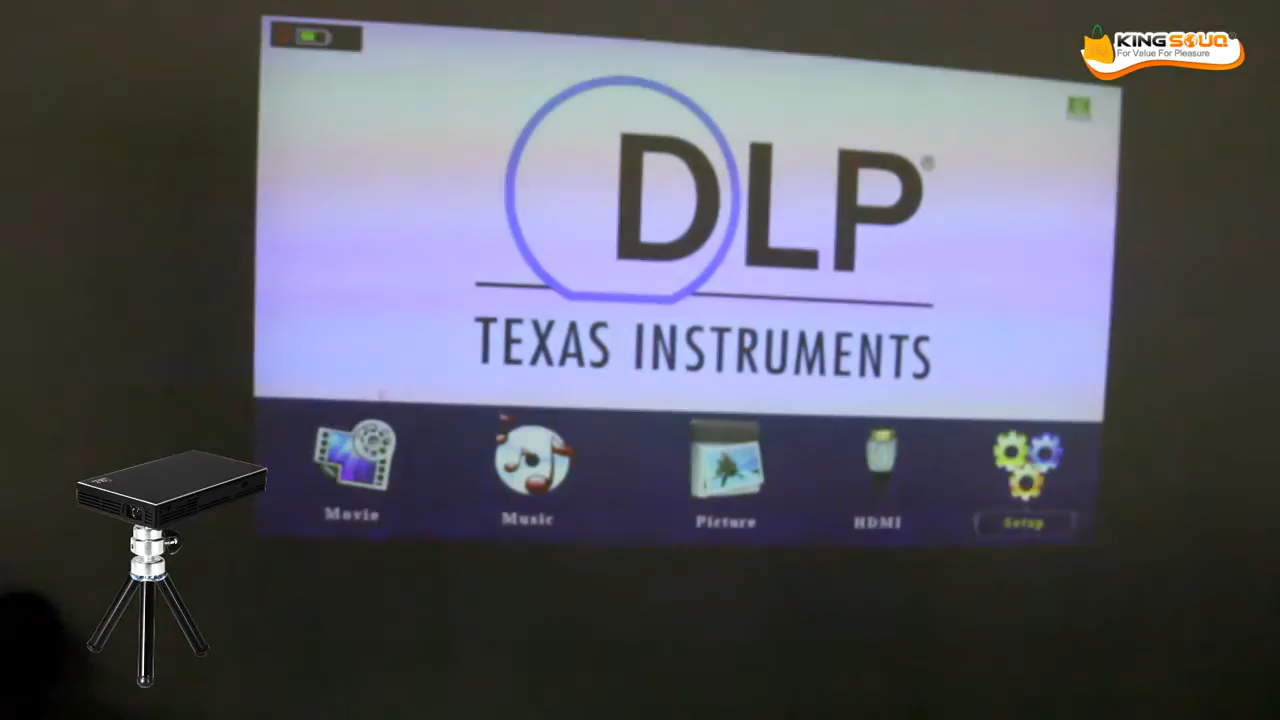 KINGSOUQ
For Value For Pleasure
DLP®
TEXAS INSTRUMENTS
Movie
Music
Picture
HDMI
Setup